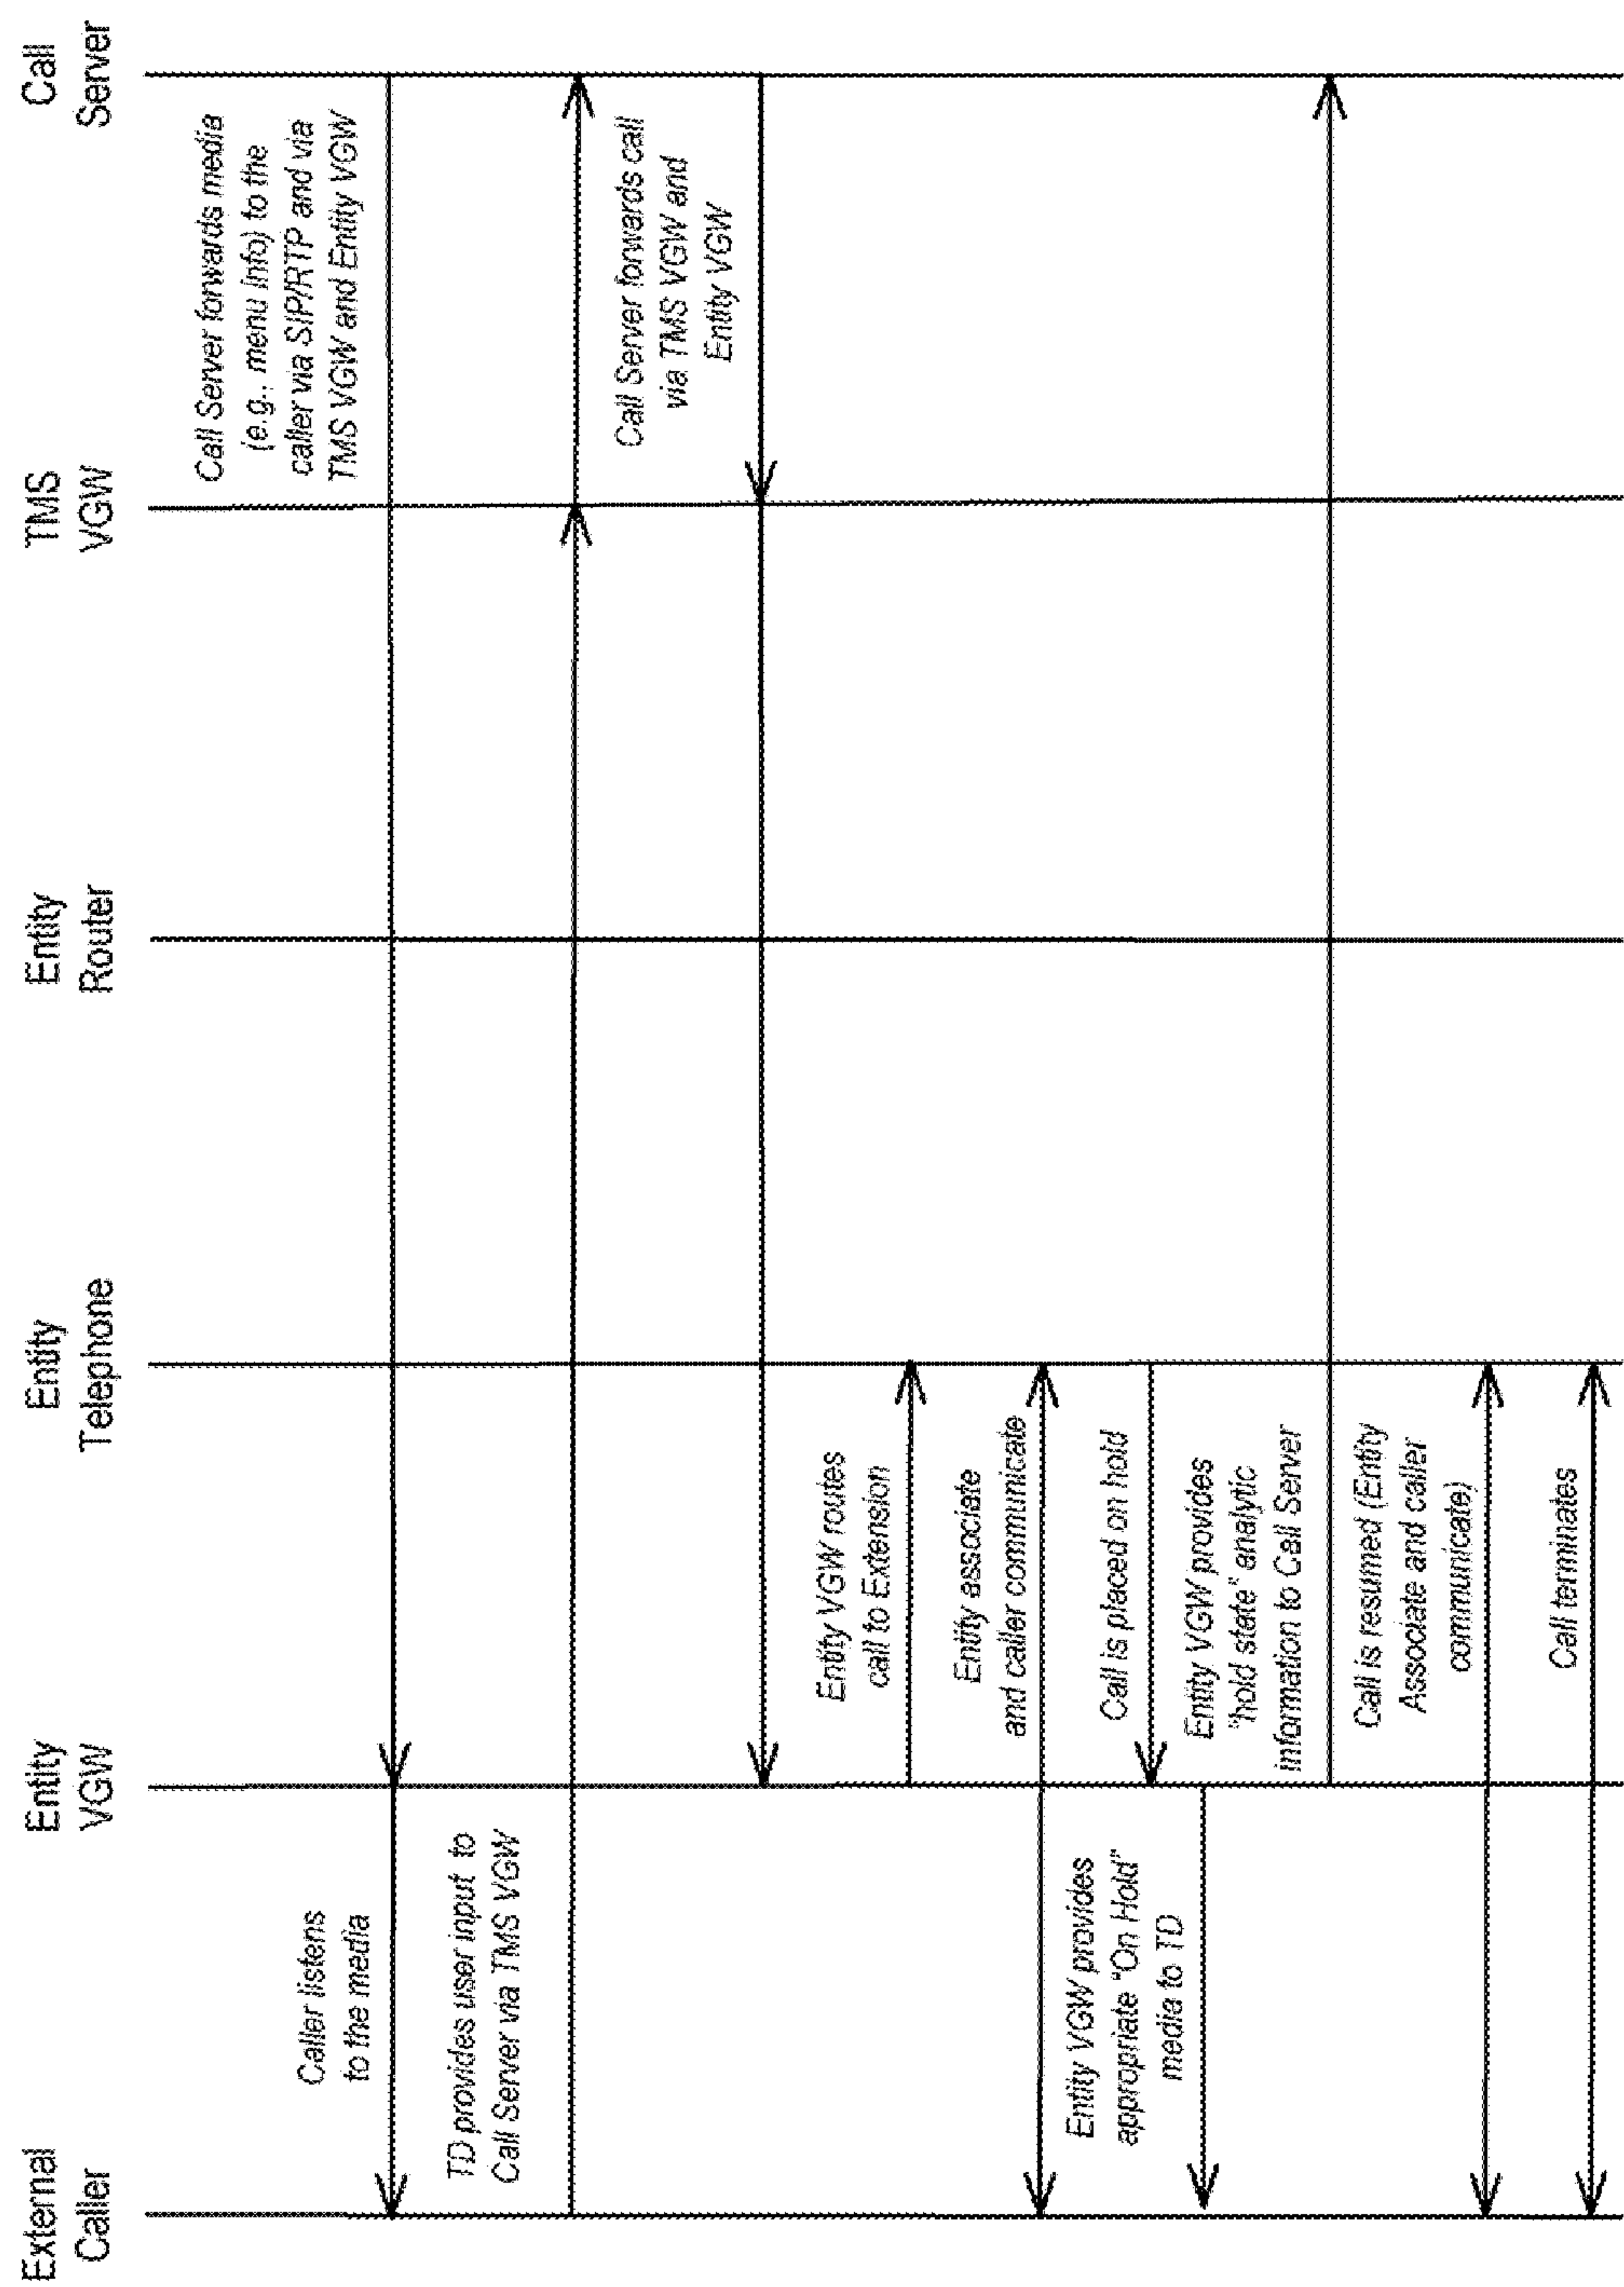 External
Caller
Entity
VGW
Entity
Telephone
Entity
Router
TMS
VGW
Call
Server
Call Server forwards media
(e.g., menu info) to the
caller via SIP/RTP and via
TMS VGW and Entity VGW
Caller listens
to the media
TD provides user input to
Call Server via TMS VGW
Call Server forwards call
via TMS VGW and
Entity VGW
Entity VGW routes
call to Extension
Entity associate
and caller communicate
Call is placed on hold
Entity VGW provides
appropriate "On Hold"
media to TD
Entity VGW provides
"hold state" analytic
information to Call Server
Call is resumed (Entity
Associate and caller
communicate)
Call terminates